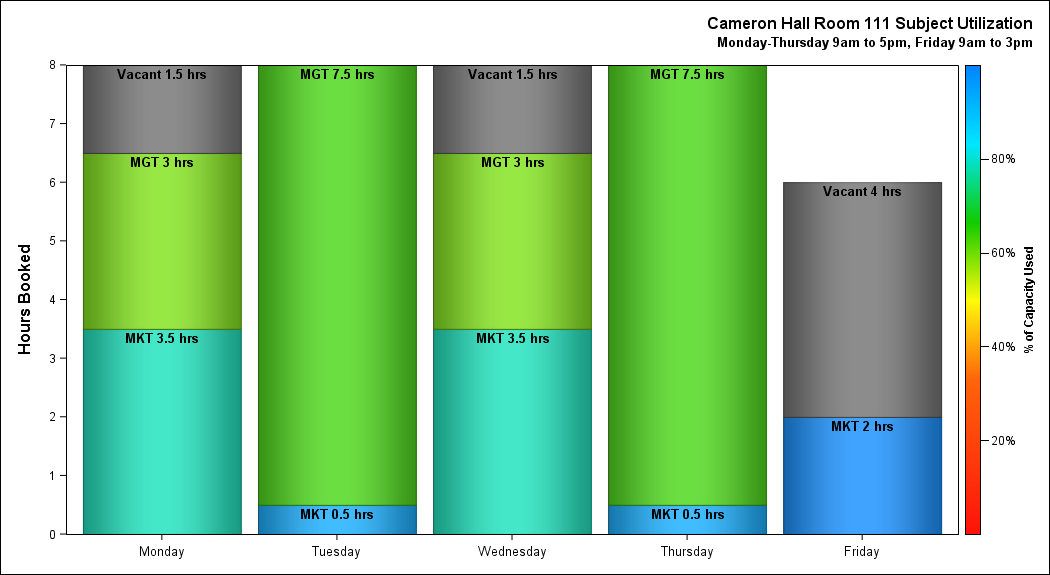 Cameron Hall Room 111 Subject Utilization
Monday-Thursday 9am to 5pm, Friday 9am to 3pm
Hours Booked
8
7
6
5
4
3
2
1
0
Vacant 1.5 hrs
MGT 3 hrs
MKT 3.5 hrs
MGT 7.5 hrs
MKT 0.5 hrs
Vacant 1.5 hrs
MGT 3 hrs
MKT 3.5 hrs
MGT 7.5 hrs
MKT 0.5 hrs
Vacant 4 hrs
MKT 2 hrs
Monday
Tuesday
Wednesday
Thursday
Friday
80%
60%
40%
20%
% of Capacity Used